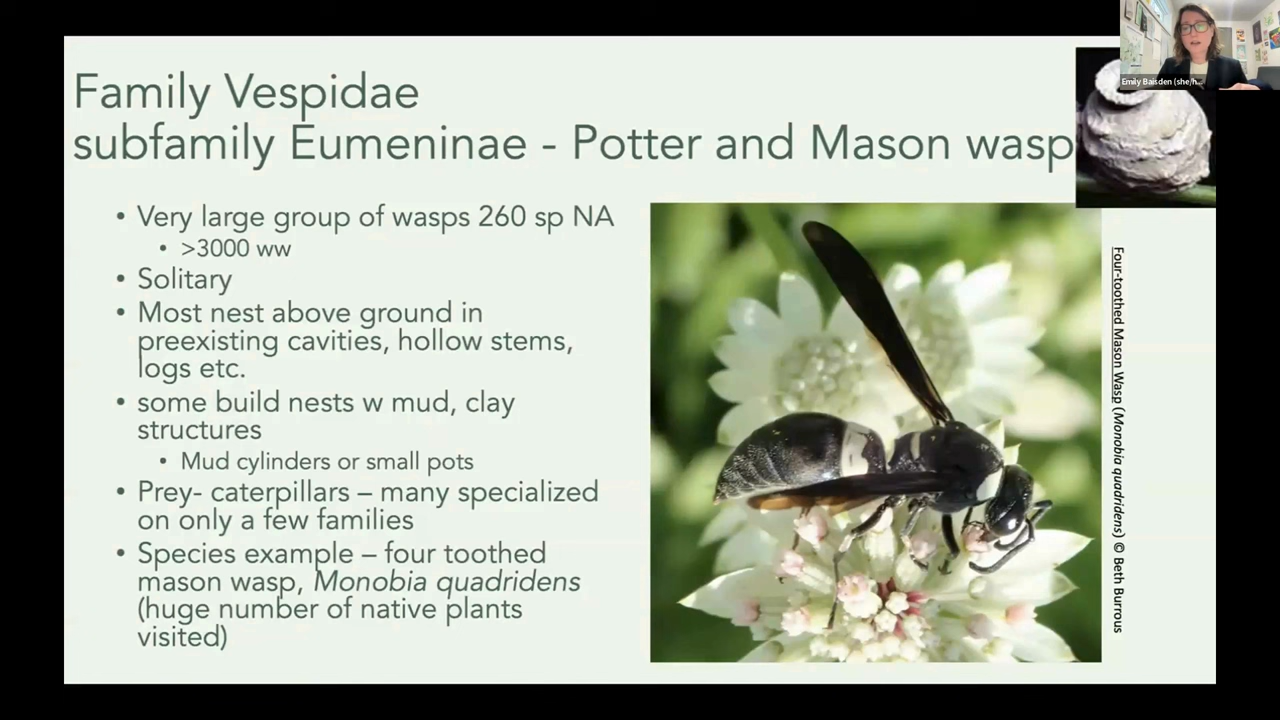 Emily Baisden (she/h...
Family Vespidae
subfamily Eumeninae - Potter and Mason wasp
• Very large group of wasps 260 sp NA
• >3000 ww
• Solitary
• Most nest above ground in
preexisting cavities, hollow stems,
logs etc.
• some build nests w mud, clay
structures
• Mud cylinders or small pots
• Prey- caterpillars – many specialized
on only a few families
• Species example – four toothed
mason wasp, Monobia quadridens
(huge number of native plants
visited)
Four-toothed Mason Wasp (Monobia quadridens) © Beth Burrous